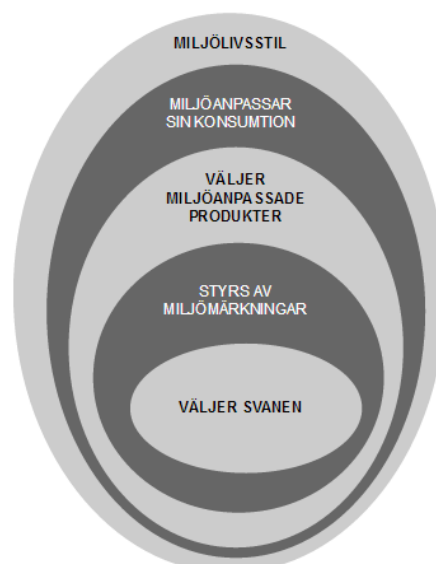 MILJÖLIVSSTIL
MILJÖANPASSAR
SIN KONSUMTION
VÄLJER
MILJÖANPASSADE
PRODUKTER
STYRS AV
MILJÖMÄRKNINGAR
VÄLJER SVANEN